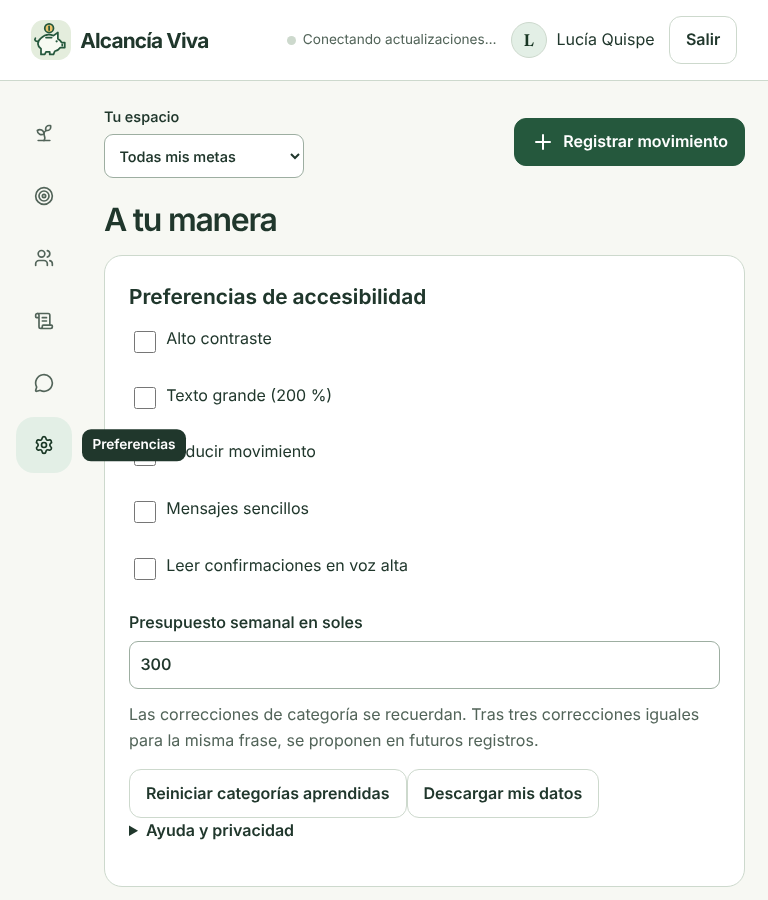 Alcancía Viva
Conectando actualizaciones...
L
Lucía Quispe
Salir
Tu espacio
Todas mis metas
Registrar movimiento
A tu manera
Preferencias de accesibilidad
Alto contraste
Texto grande (200 %)
Preferencias
ducir movimiento
Mensajes sencillos
Leer confirmaciones en voz alta
Presupuesto semanal en soles
300
Las correcciones de categoría se recuerdan. Tras tres correcciones iguales
para la misma frase, se proponen en futuros registros.
Reiniciar categorías aprendidas
Descargar mis datos
Ayuda y privacidad